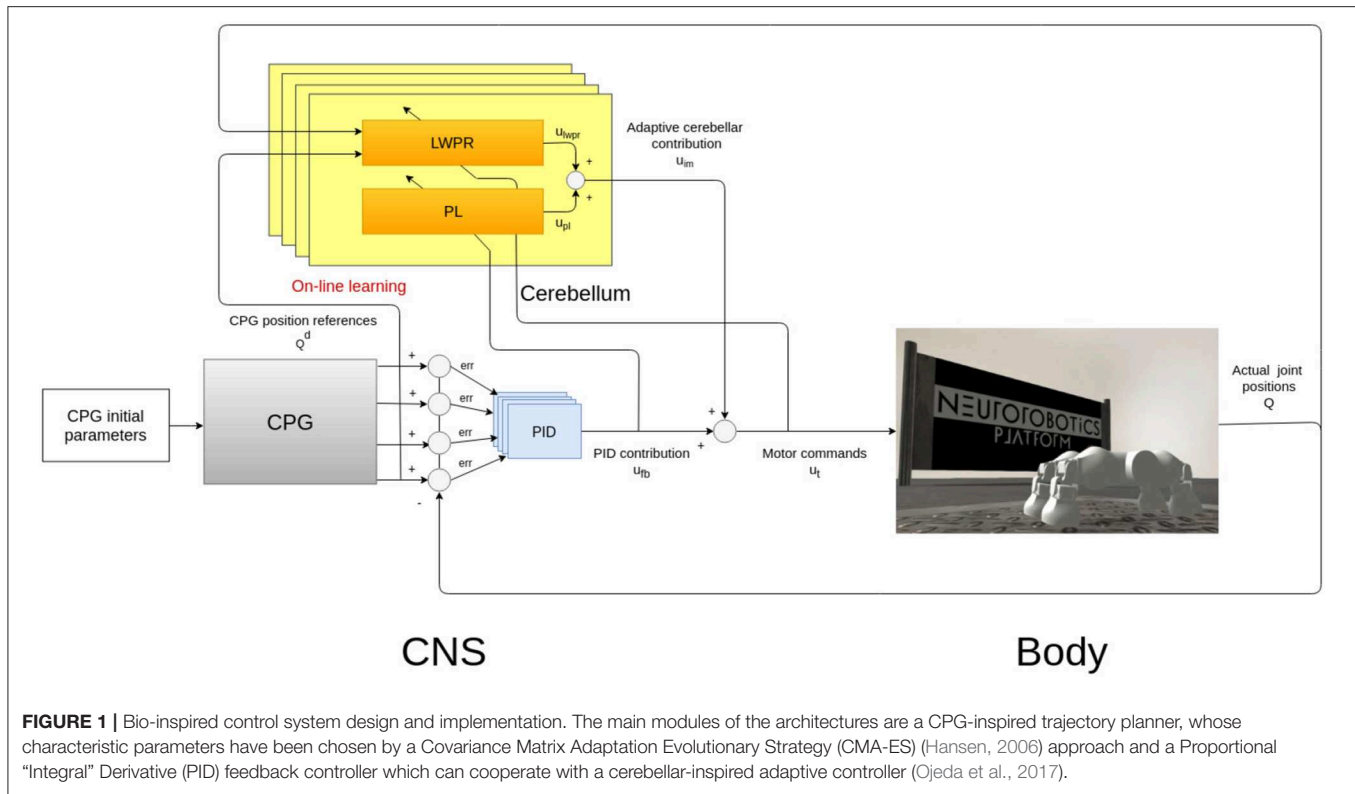 LWPR
u_lwpr
+
Adaptive cerebellar
contribution
u_im
PL
u_pl
+
On-line learning
Cerebellum
CPG position references
Q^d
CPG initial
parameters
CPG
+
+
+
+
-
err
err
err
err
PID
PID contribution
u_fb
+
+
Motor commands
u_t
NEUROROBOTICS
PLATFORM
Actual joint
positions
Q
CNS
Body
FIGURE 1 | Bio-inspired control system design and implementation. The main modules of the architectures are a CPG-inspired trajectory planner, whose
characteristic parameters have been chosen by a Covariance Matrix Adaptation Evolutionary Strategy (CMA-ES) (Hansen, 2006) approach and a Proportional
“Integral” Derivative (PID) feedback controller which can cooperate with a cerebellar-inspired adaptive controller (Ojeda et al., 2017).